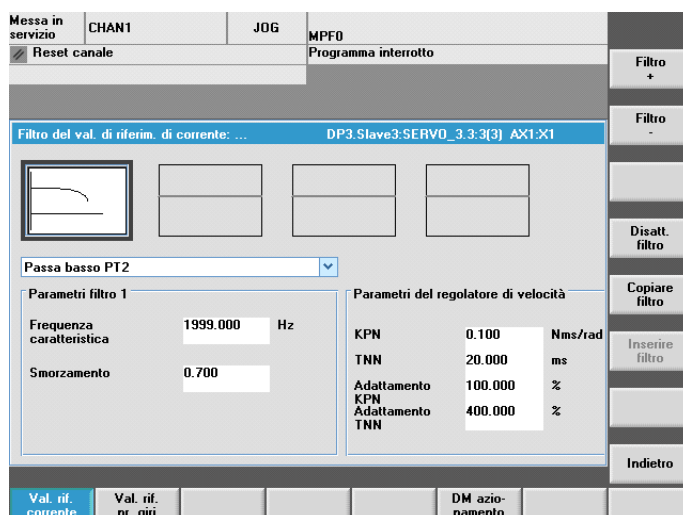 Messa in
servizio
CHAN1
JOG
MPF0
Reset canale
Programma interrotto
Filtro
+
Filtro
-
Filtro del val. di riferim. di corrente: ...
DP3.Slave3:SERVO_3.3:3(3) AX1:X1
Disatt.
filtro
Passa basso PT2
Copiare
filtro
Parametri filtro 1
Parametri del regolatore di velocità
Frequenza
caratteristica
1999.000
Hz
KPN
0.100
Nms/rad
Inserire
filtro
TNN
20.000
ms
Smorzamento
0.700
Adattamento
KPN
100.000
%
Adattamento
TNN
400.000
%
Indietro
Val. rif.
corrente
Val. rif.
nr. giri
DM azio-
namento